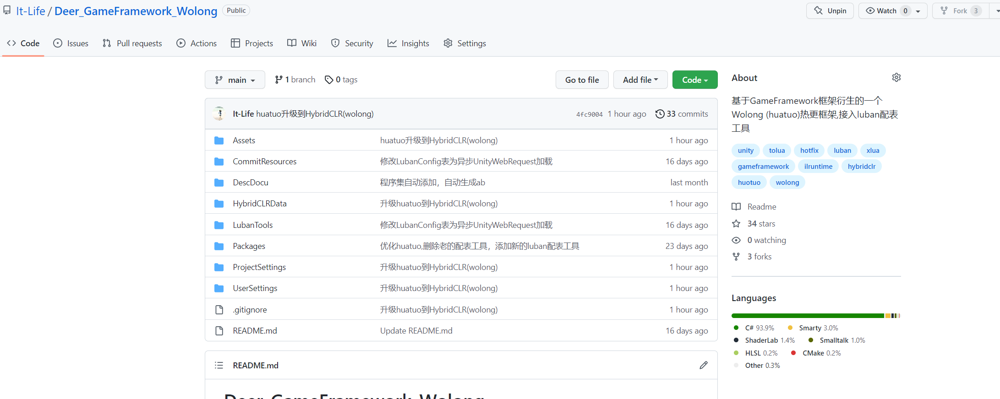 It-Life / Deer_GameFramework_Wolong Public
Unpin Watch 0 Fork 3
Code Issues Pull requests Actions Projects Wiki Security Insights Settings
main 1 branch 0 tags Go to file Add file Code
It-Life huatuo升级到HybridCLR(wolong) 4fc9004 1 hour ago 33 commits
Assets huatuo升级到HybridCLR(wolong) 1 hour ago
CommitResources 修改LubanConfig表为异步UnityWebRequest加载 16 days ago
DescDocu 程序集自动添加，自动生成ab last month
HybridCLRData 升级huatuo到HybridCLR(wolong) 1 hour ago
LubanTools 修改LubanConfig表为异步UnityWebRequest加载 16 days ago
Packages 优化huatuo,删除老的配表工具，添加新的luban配表工具 23 days ago
ProjectSettings 升级huatuo到HybridCLR(wolong) 1 hour ago
UserSettings 升级huatuo到HybridCLR(wolong) 1 hour ago
.gitignore 升级huatuo到HybridCLR(wolong) 1 hour ago
README.md Update README.md 16 days ago
README.md
Deer_GameFramework_Wolong
About
基于GameFramework框架衍生的一个
Wolong (huatuo)热更框架,接入luban配表
工具
unity tolua hotfix luban xlua
gameframework ilruntime hybridclr
huotuo wolong
Readme
34 stars
0 watching
3 forks
Languages
C# 93.9% Smarty 3.0%
ShaderLab 1.4% Smalltalk 1.0%
HLSL 0.2% CMake 0.2%
Other 0.3%